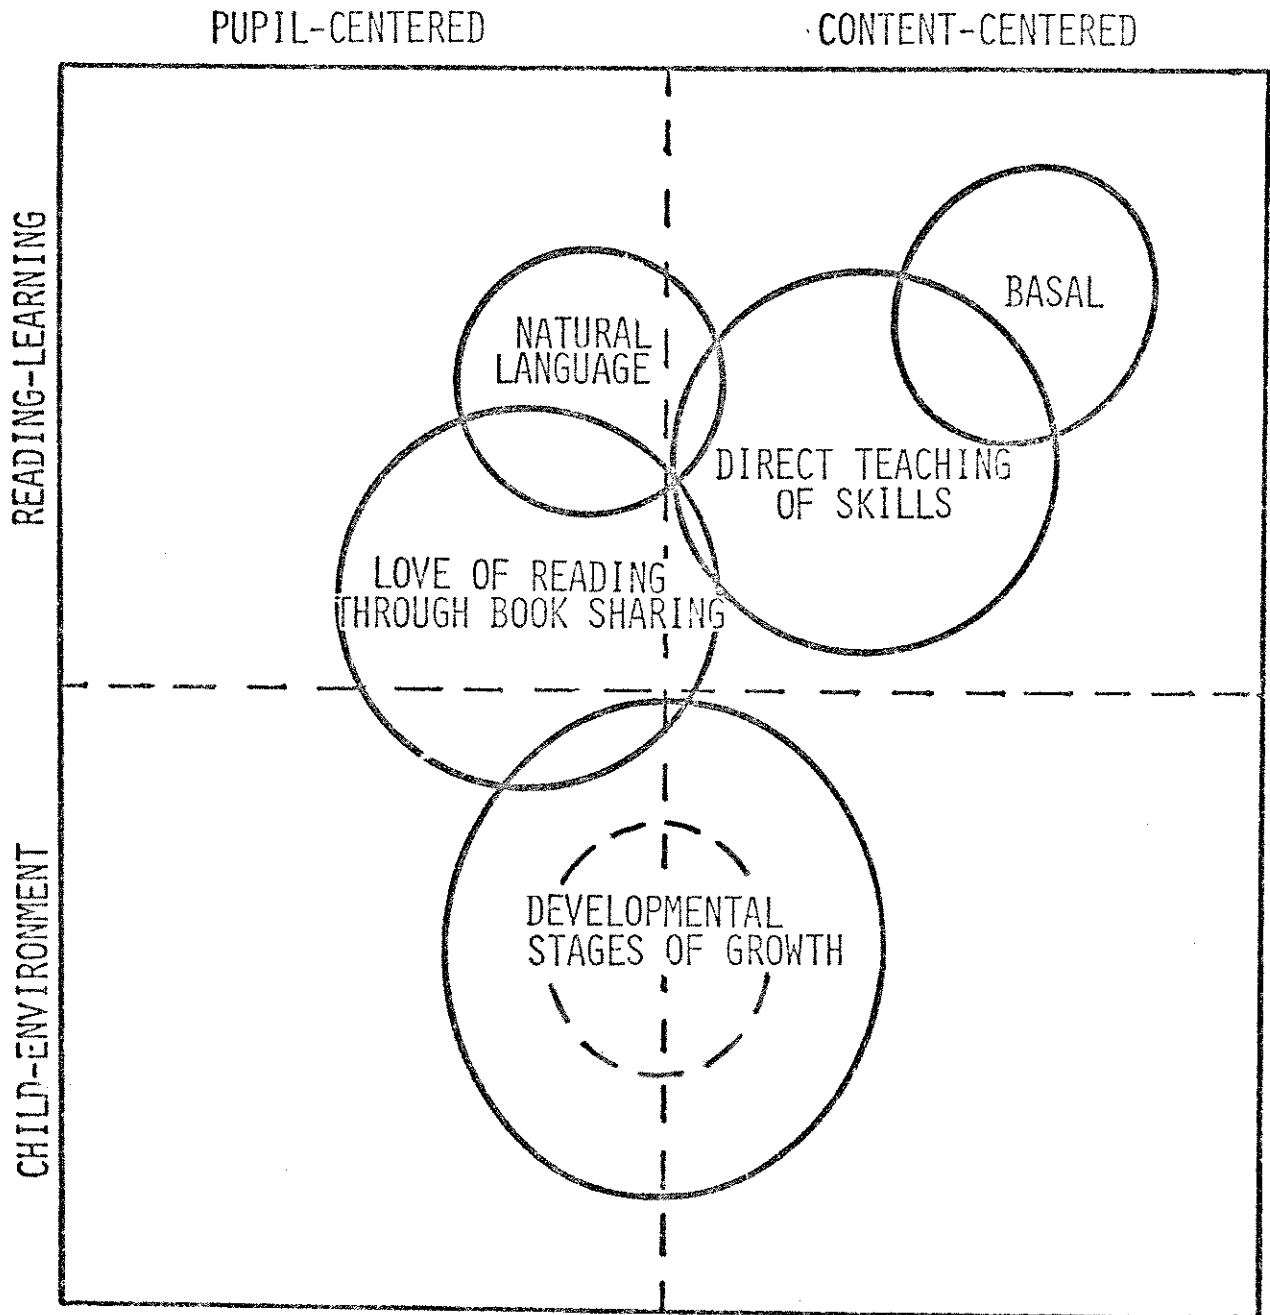 PUPIL-CENTERED
CONTENT-CENTERED
READING-LEARNING
CHILD-ENVIRONMENT
BASAL
NATURAL
LANGUAGE
DIRECT TEACHING
OF SKILLS
LOVE OF READING
THROUGH BOOK SHARING
DEVELOPMENTAL
STAGES OF GROWTH